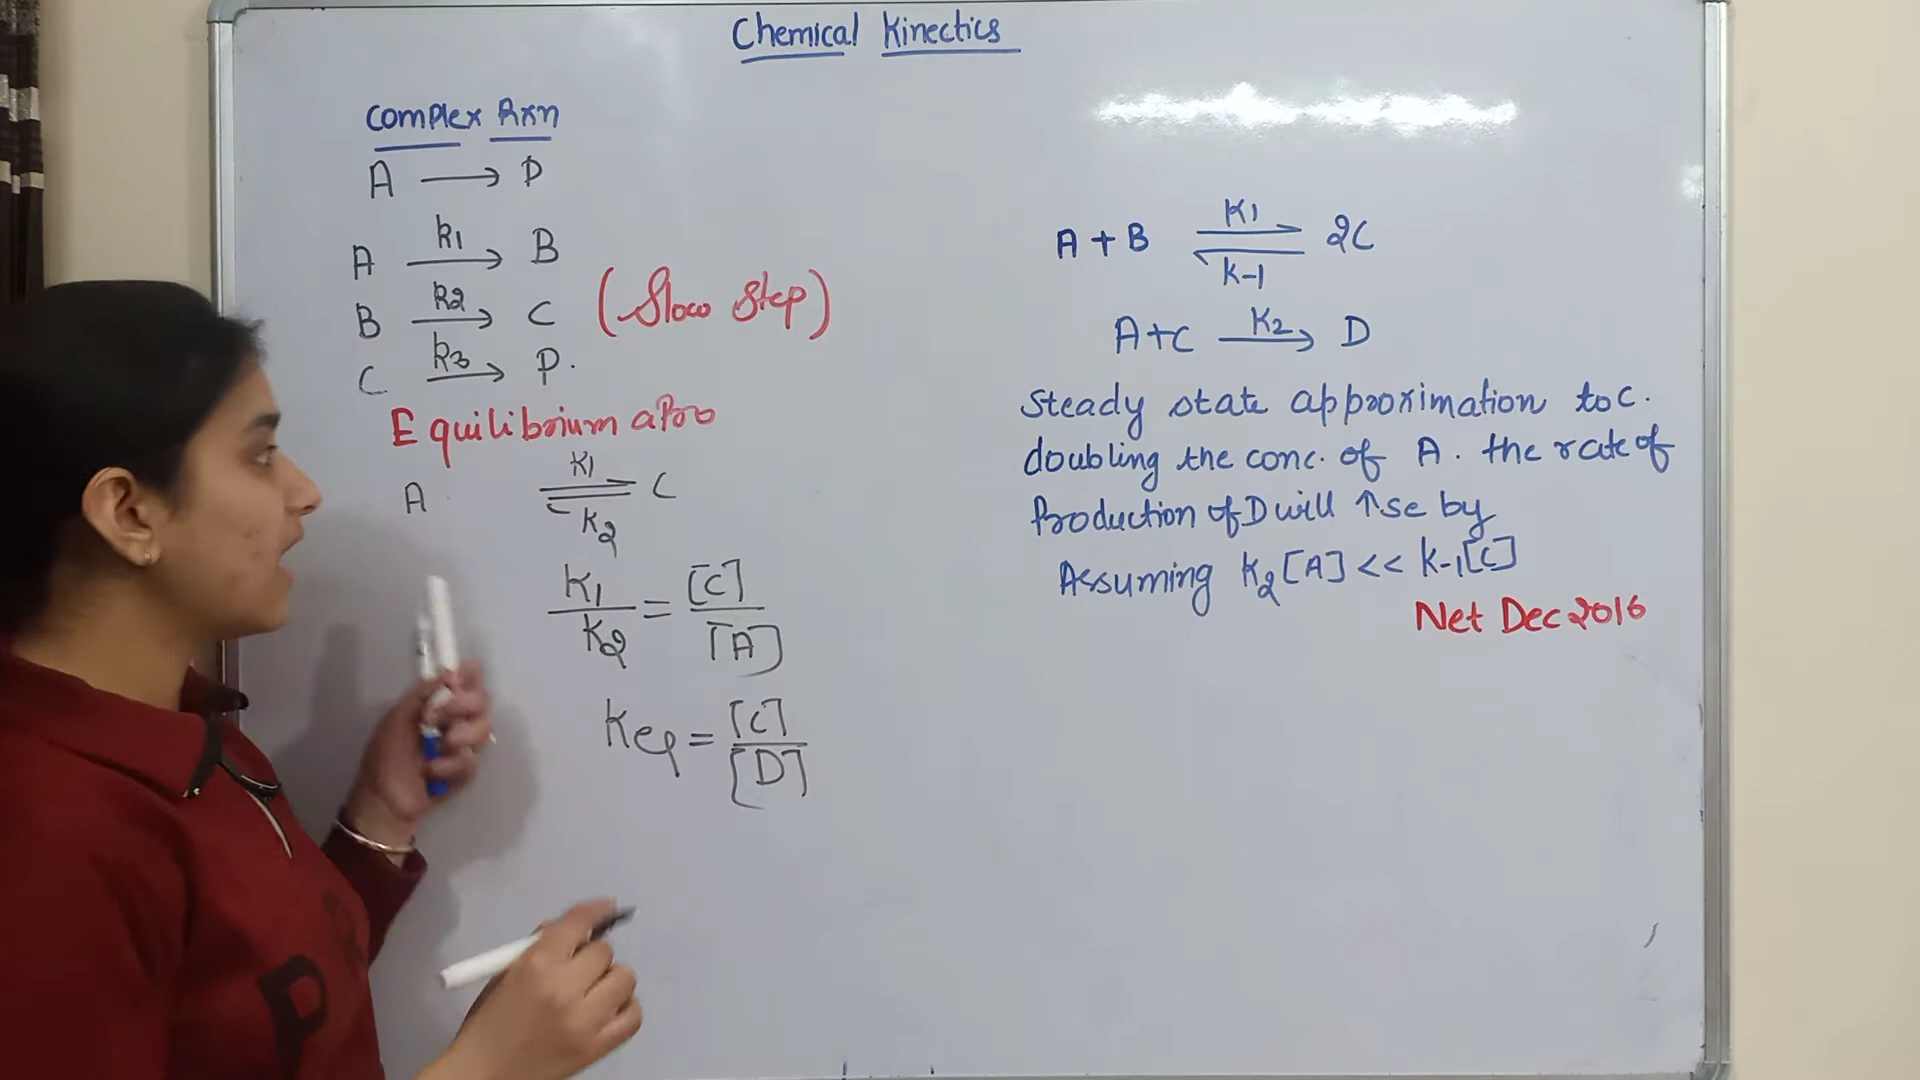 Chemical Kinectics
Complex Rxn
A → D
A k1→ B
B k2→ C (Slow Step)
C k3→ P.
Equilibrium apro
A k1⇌k2 C
K1/K2 = [C]/[A]
Keq = [C]/[D]
A + B K1⇌K-1 2C
A+C K2→ D
Steady state approximation to C.
doubling the conc. of A. the rate of
Production of D will ↑se by
Assuming K2[A] << K-1[C]
Net Dec 2016
P